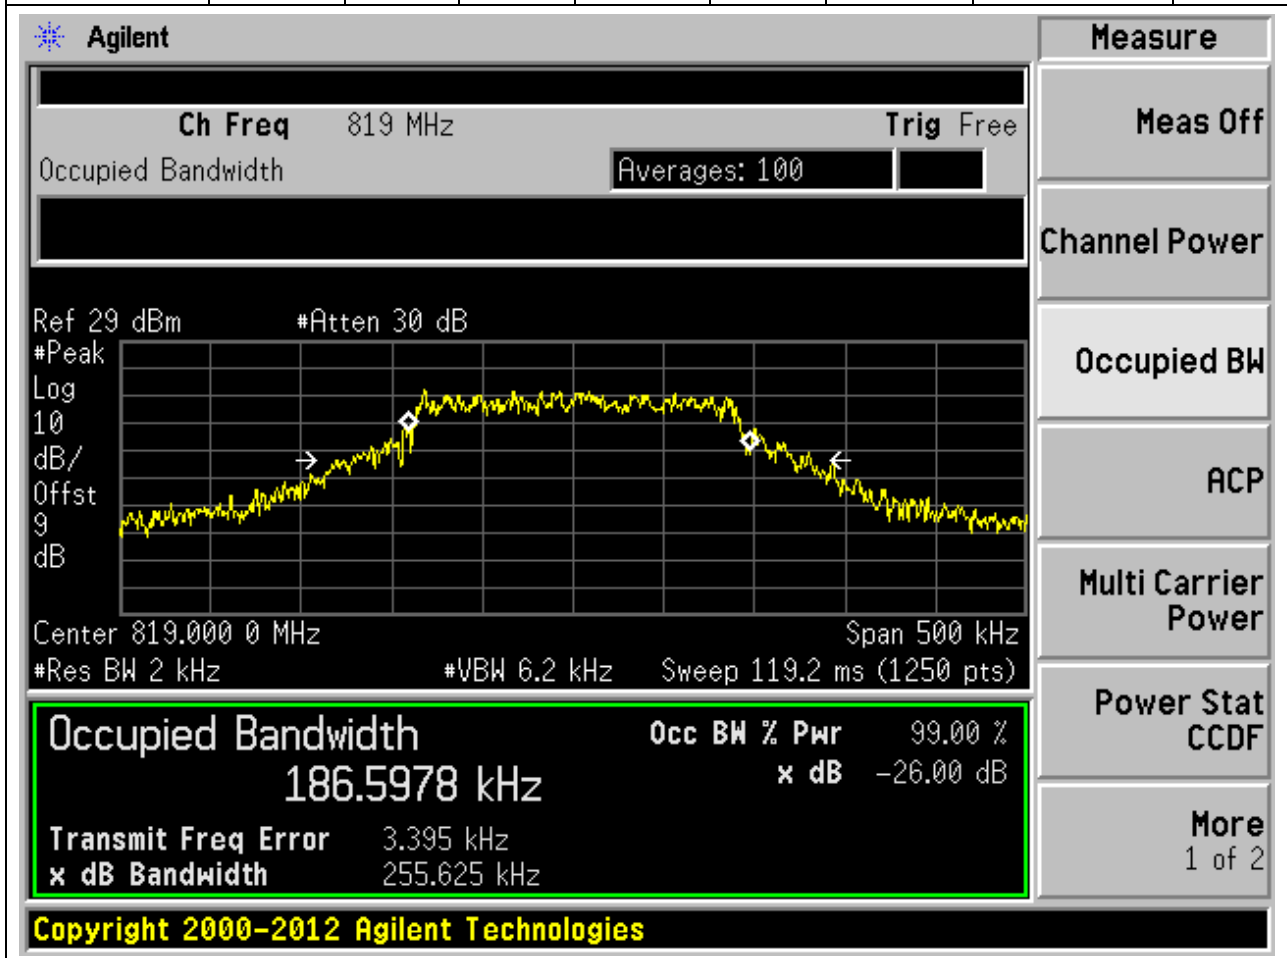 Agilent
Measure
Ch Freq 819 MHz Trig Free
Occupied Bandwidth Averages: 100
Meas Off
Channel Power
Occupied BW
ACP
Multi Carrier
Power
Power Stat
CCDF
More
1 of 2
Ref 29 dBm #Atten 30 dB
#Peak
Log
10
dB/
Offst
9
dB
Center 819.000 0 MHz Span 500 kHz
#Res BW 2 kHz #VBW 6.2 kHz Sweep 119.2 ms (1250 pts)
Occupied Bandwidth Occ BW % Pwr 99.00 %
186.5978 kHz x dB -26.00 dB
Transmit Freq Error 3.395 kHz
x dB Bandwidth 255.625 kHz
Copyright 2000-2012 Agilent Technologies